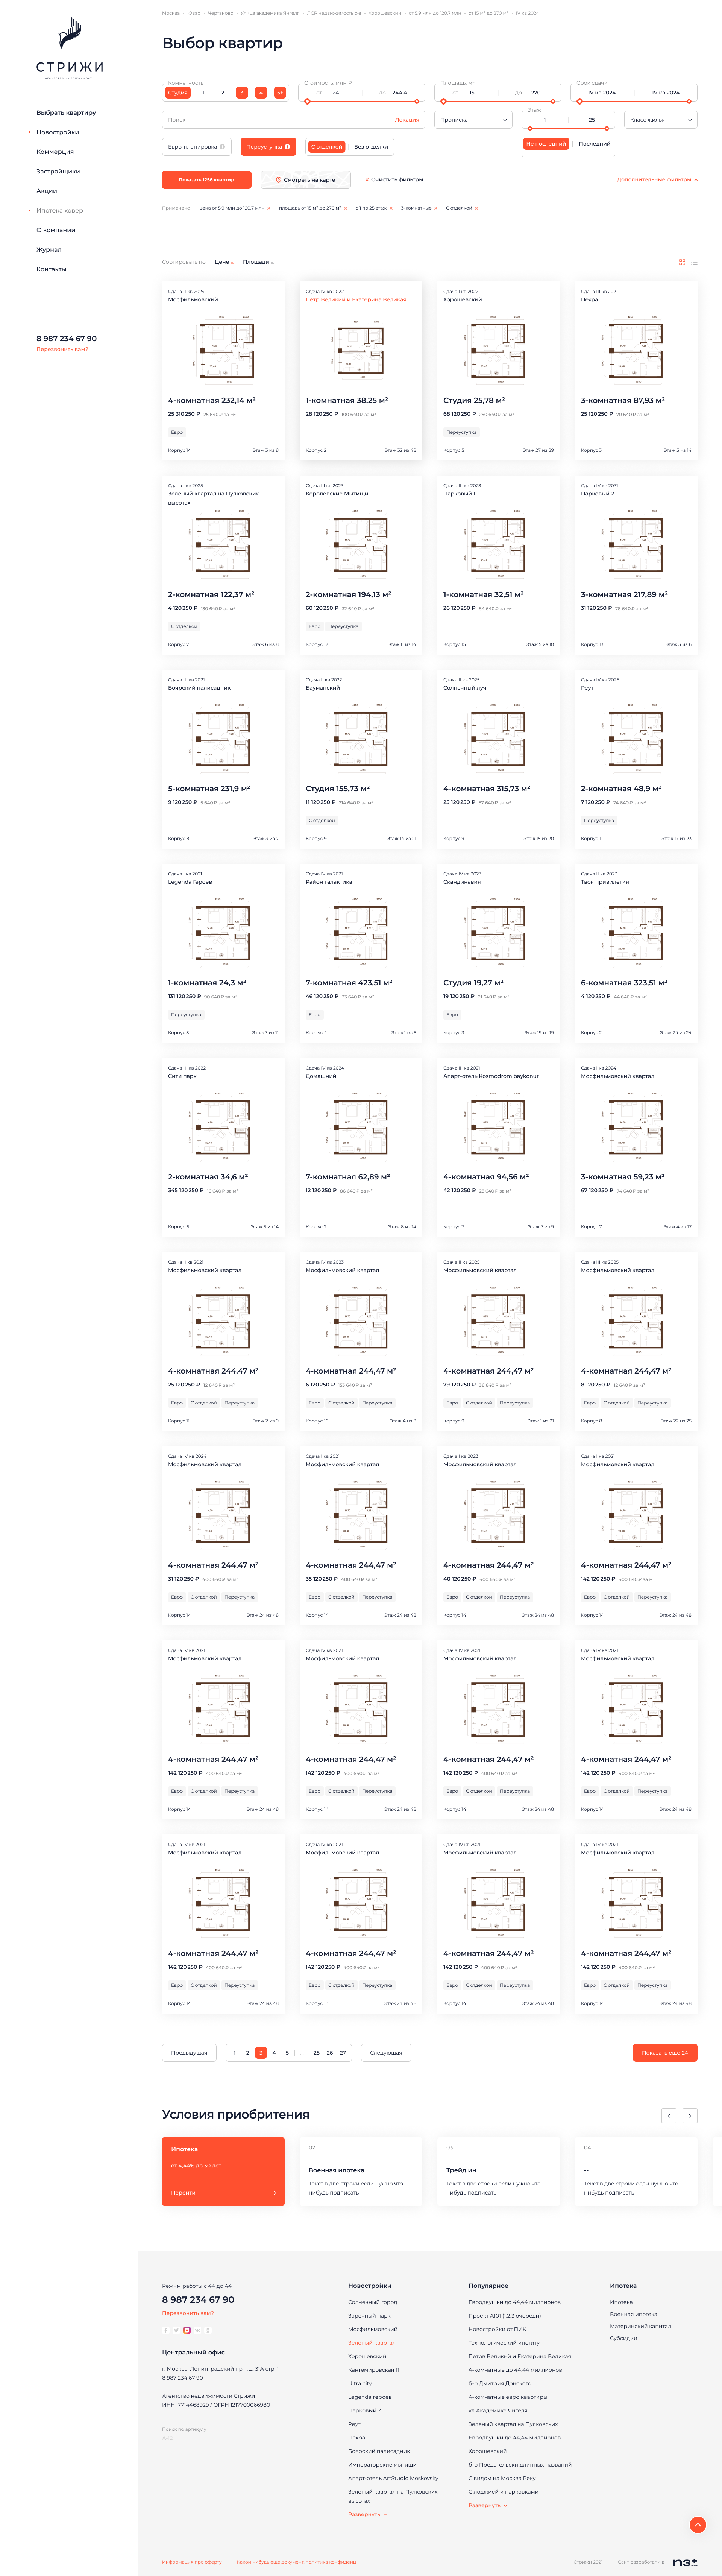 Москва
Южно
Чертаново
Улица академика Янгеля
Хорошевский
IV кв 2024
СТРИЖИ
Выбор квартир
Выбрать квартиру
Новостройки
Коммерция
Застройщики
Акции
Ипотека ховер
О компании
Журнал
Контакты
8 987 234 67 90
Перезвонить вам?
Комнатность
Студия 1 2 3 4 5+
Стоимость, млн ₽
от 24 до 244,4
Площадь, м²
от 15 до 270
Срок сдачи
IV кв 2024 IV кв 2024
Поиск Локация
Прописка
Этаж
1 25
Не последний Последний
Класс жилья
Евро-планировка
Переуступка
С отделкой Без отделки
Показать 1256 квартир
Смотреть на карте
Очистить фильтры
Дополнительные фильтры
Применено цена от 5,9 млн до 120,7 млн площадь от 15 м² до 270 м² с 1 по 25 этаж 5-комнатные С отделкой
Сортировать по Цене Площади
Сдача II кв 2024
Мосфильмовский
4-комнатная 232,14 м²
25 310 250 ₽
Евро
Корпус 14 Этаж 3 из 8
Сдача IV кв 2022
Петр Великий и Екатерина Великая
1-комнатная 38,25 м²
28 120 250 ₽ 100 640 ₽ за м²
Корпус 2 Этаж 32 из 48
Сдача I кв 2022
Хорошевский
Студия 25,78 м²
68 120 250 ₽ 250 640 ₽ за м²
Переуступка
Корпус 5 Этаж 27 из 29
Сдача III кв 2021
Пехра
3-комнатная 87,93 м²
25 120 250 ₽ 70 640 ₽ за м²
Корпус 3 Этаж 5 из 14
Сдача I кв 2025
Зеленый квартал на Пулковских
высотах
2-комнатная 122,37 м²
4 120 250 ₽ 130 640 ₽ за м²
С отделкой
Корпус 7 Этаж 6 из 8
Сдача III кв 2023
Королевские Мытищи
2-комнатная 194,13 м²
60 120 250 ₽ 32 640 ₽ за м²
Евро Переуступка
Корпус 12 Этаж 11 из 14
Сдача III кв 2023
Парковый 1
1-комнатная 32,51 м²
26 120 250 ₽ 84 640 ₽ за м²
Корпус 15 Этаж 5 из 10
Сдача IV кв 2031
Парковый 2
3-комнатная 217,89 м²
31 120 250 ₽ 78 640 ₽ за м²
Корпус 13 Этаж 3 из 6
Сдача III кв 2021
Боярский палисадник
5-комнатная 231,9 м²
9 120 250 ₽ 5 640 ₽ за м²
Корпус 8 Этаж 3 из 7
Сдача II кв 2022
Бауманский
Студия 155,73 м²
11 120 250 ₽ 214 640 ₽ за м²
С отделкой
Корпус 9 Этаж 14 из 21
Сдача II кв 2025
Солнечный луч
4-комнатная 315,73 м²
25 120 250 ₽ 57 640 ₽ за м²
Корпус 9 Этаж 15 из 20
Сдача IV кв 2026
Реут
2-комнатная 48,9 м²
7 120 250 ₽ 74 640 ₽ за м²
Переуступка
Корпус 1 Этаж 17 из 23
Сдача I кв 2021
Legenda Героев
1-комнатная 24,3 м²
131 120 250 ₽ 90 640 ₽ за м²
Переуступка
Корпус 5 Этаж 3 из 11
Сдача IV кв 2021
Район галактика
7-комнатная 423,51 м²
46 120 250 ₽ 33 640 ₽ за м²
Евро
Корпус 4 Этаж 1 из 5
Сдача IV кв 2023
Скандинавия
Студия 19,27 м²
19 120 250 ₽ 21 640 ₽ за м²
Евро
Корпус 3 Этаж 19 из 19
Сдача II кв 2023
Твоя привилегия
6-комнатная 323,51 м²
4 120 250 ₽ 44 640 ₽ за м²
Корпус 2 Этаж 24 из 24
Сдача III кв 2022
Сити парк
2-комнатная 34,6 м²
345 120 250 ₽ 16 640 ₽ за м²
Корпус 6 Этаж 5 из 14
Сдача IV кв 2024
Домашний
7-комнатная 62,89 м²
12 120 250 ₽ 86 640 ₽ за м²
Корпус 2 Этаж 8 из 14
Сдача III кв 2021
Апарт-отель Kosmodrom baykonur
4-комнатная 94,56 м²
42 120 250 ₽ 23 640 ₽ за м²
Корпус 7 Этаж 7 из 9
Сдача I кв 2024
Мосфильмовский квартал
3-комнатная 59,23 м²
67 120 250 ₽ 74 640 ₽ за м²
Корпус 7 Этаж 4 из 17
Сдача II кв 2021
Мосфильмовский квартал
4-комнатная 244,47 м²
25 120 250 ₽ 12 640 ₽ за м²
Евро С отделкой Переуступка
Корпус 11 Этаж 2 из 9
Сдача IV кв 2023
Мосфильмовский квартал
4-комнатная 244,47 м²
6 120 250 ₽ 153 640 ₽ за м²
Евро С отделкой Переуступка
Корпус 10 Этаж 4 из 8
Сдача II кв 2025
Мосфильмовский квартал
4-комнатная 244,47 м²
79 120 250 ₽ 36 640 ₽ за м²
Евро С отделкой Переуступка
Корпус 9 Этаж 1 из 21
Сдача III кв 2025
Мосфильмовский квартал
4-комнатная 244,47 м²
8 120 250 ₽ 12 640 ₽ за м²
Евро С отделкой Переуступка
Корпус 8 Этаж 22 из 25
Сдача IV кв 2024
Мосфильмовский квартал
4-комнатная 244,47 м²
31 120 250 ₽ 400 640 ₽ за м²
Евро С отделкой Переуступка
Корпус 14 Этаж 24 из 48
Сдача I кв 2021
Мосфильмовский квартал
4-комнатная 244,47 м²
35 120 250 ₽ 400 640 ₽ за м²
Евро С отделкой Переуступка
Корпус 14 Этаж 24 из 48
Сдача I кв 2023
Мосфильмовский квартал
4-комнатная 244,47 м²
40 120 250 ₽ 400 640 ₽ за м²
Евро С отделкой Переуступка
Корпус 14 Этаж 24 из 48
Сдача I кв 2021
Мосфильмовский квартал
4-комнатная 244,47 м²
142 120 250 ₽ 400 640 ₽ за м²
Евро С отделкой Переуступка
Корпус 14 Этаж 24 из 48
Сдача IV кв 2021
Мосфильмовский квартал
4-комнатная 244,47 м²
142 120 250 ₽ 400 640 ₽ за м²
Евро С отделкой Переуступка
Корпус 14 Этаж 24 из 48
Сдача IV кв 2021
Мосфильмовский квартал
4-комнатная 244,47 м²
142 120 250 ₽ 400 640 ₽ за м²
Евро С отделкой Переуступка
Корпус 14 Этаж 24 из 48
Сдача IV кв 2021
Мосфильмовский квартал
4-комнатная 244,47 м²
142 120 250 ₽ 400 640 ₽ за м²
Евро С отделкой Переуступка
Корпус 14 Этаж 24 из 48
Сдача IV кв 2021
Мосфильмовский квартал
4-комнатная 244,47 м²
142 120 250 ₽ 400 640 ₽ за м²
Евро С отделкой Переуступка
Корпус 14 Этаж 24 из 48
Сдача IV кв 2021
Мосфильмовский квартал
4-комнатная 244,47 м²
142 120 250 ₽ 400 640 ₽ за м²
Евро С отделкой Переуступка
Корпус 14 Этаж 24 из 48
Сдача IV кв 2021
Мосфильмовский квартал
4-комнатная 244,47 м²
142 120 250 ₽ 400 640 ₽ за м²
Евро С отделкой Переуступка
Корпус 14 Этаж 24 из 48
Сдача IV кв 2021
Мосфильмовский квартал
4-комнатная 244,47 м²
142 120 250 ₽ 400 640 ₽ за м²
Евро С отделкой Переуступка
Корпус 14 Этаж 24 из 48
Сдача IV кв 2021
Мосфильмовский квартал
4-комнатная 244,47 м²
142 120 250 ₽ 400 640 ₽ за м²
Евро С отделкой Переуступка
Корпус 14 Этаж 24 из 48
Предыдущая 1 2 3 4 5 ... 25 26 27 Следующая
Показать еще 24
Условия приобритения
Ипотека
от 4,44% до 30 лет
Перейти
02
Военная ипотека
Текст в две строки если нужно что
нибудь подписать
03
Трейд ин
Текст в две строки если нужно что
нибудь подписать
04
--
Текст в две строки если нужно что
нибудь подписать
Режим работы с 44 до 44
8 987 234 67 90
Перезвонить вам?
Центральный офис
г. Москва, Ленинградский пр-т, д. 31А стр. 1
8 987 234 67 90
Агентство недвижимости Стрижи
ИНН 7714468929 / ОГРН 1217700066980
Поиск по артикулу
Новостройки
Солнечный город
Заречный парк
Мосфильмовский
Зеленый квартал
Хорошевский
Кантемировская 11
Ultra city
Legenda героев
Парковый 2
Реут
Пехра
Боярский палисадник
Императорские мытищи
Апарт-отель ArtStudio Moskovsky
Зеленый квартал на Пулковских
высотах
Развернуть
Популярное
Евродвушки до 44,44 миллионов
Проект А101 (1,2,3 очереди)
Новостройки от ПИК
Технологический институт
Петра Великий и Екатерина Великая
4-комнатные до 44,44 миллионов
б-р Дмитрия Донского
4-комнатные евро квартиры
ул Академика Янгеля
Зеленый квартал на Пулковских
Евродвушки до 44,44 миллионов
Хорошевский
б-р Предательски длинных названий
С видом на Москва Реку
С лоджией и парковками
Развернуть
Ипотека
Ипотека
Военная ипотека
Материнский капитал
Субсидии
Информация про оферту
Какой нибудь еще документ, политика конфиденц
Стрижи 2021
Сайт разработали в